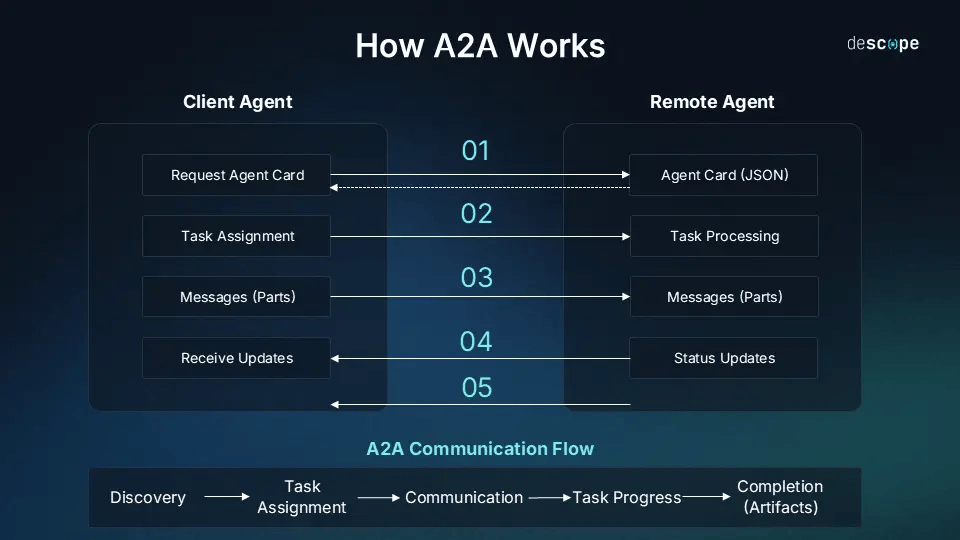 How A2A Works
descope
Client Agent
Remote Agent
01
Request Agent Card
Agent Card (JSON)
02
Task Assignment
Task Processing
03
Messages (Parts)
Messages (Parts)
04
Receive Updates
Status Updates
05
A2A Communication Flow
Discovery
Task
Assignment
Communication
Task Progress
Completion
(Artifacts)